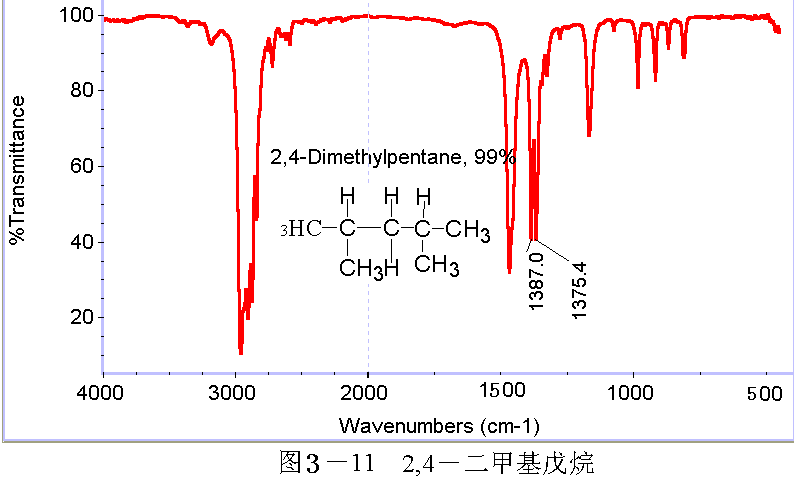 100
80
60
40
20
%Transmittance
2,4-Dimethylpentane, 99%
H H H
3HC-C-C-C-CH3
CH3 H CH3
1387.0
1375.4
4000 3000 2000 1500 1000 500
Wavenumbers (cm-1)
图3-11 2,4-二甲基戊烷